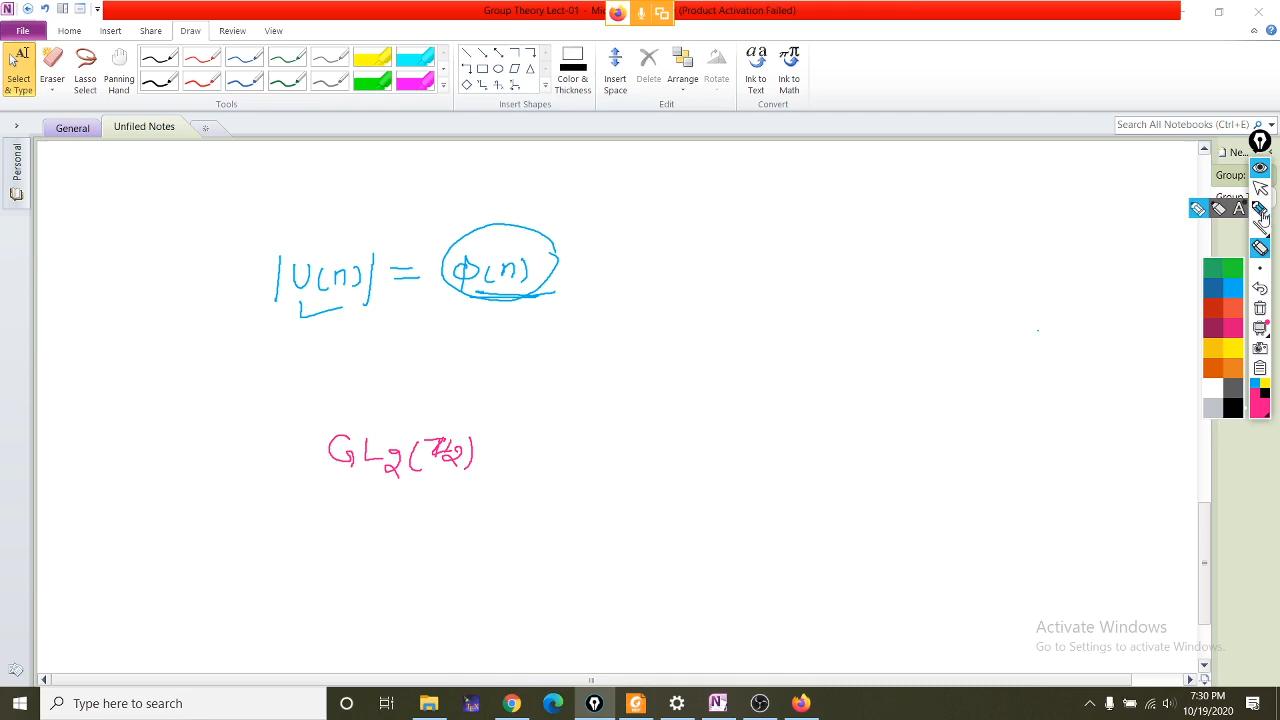 Group Theory Lect-01 - Mic
(Product Activation Failed)
File Home Insert Share Draw Review View
Select & Type
Eraser
Lasso Select
Panning Hand
Color & Thickness
Insert Space
Delete
Arrange
Rotate
Ink to Text
Ink to Math
Tools
Insert Shapes
Edit
Convert
General
Unfiled Notes
Search All Notebooks (Ctrl+E)
Personal
Ne
Group:
|U(n)| = ϕ(n)
GL₂(ℤ₂)
Activate Windows
Go to Settings to activate Windows.
Type here to search
7:30 PM
10/19/2020